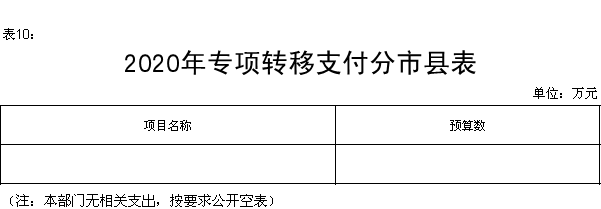 表10：
2020年专项转移支付分市县表
单位：万元
项目名称 预算数
（注：本部门无相关支出，按要求公开空表）